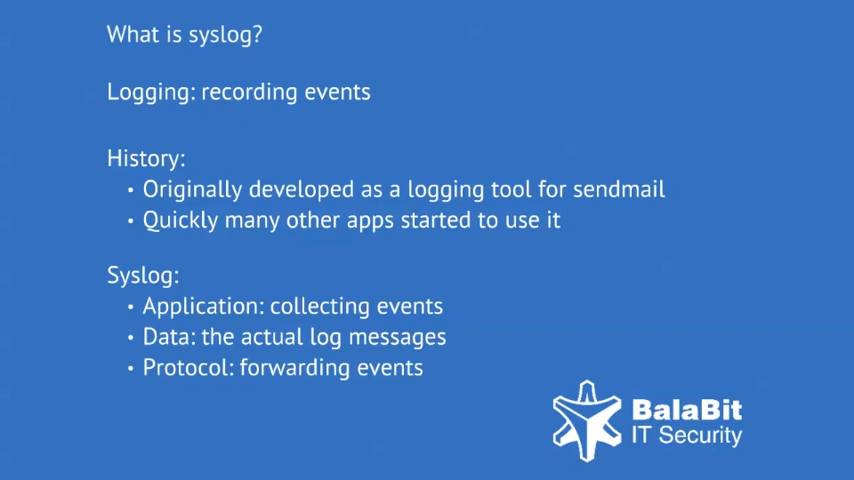 What is syslog?
Logging: recording events
History:
• Originally developed as a logging tool for sendmail
• Quickly many other apps started to use it
Syslog:
• Application: collecting events
• Data: the actual log messages
• Protocol: forwarding events
BalaBit
IT Security